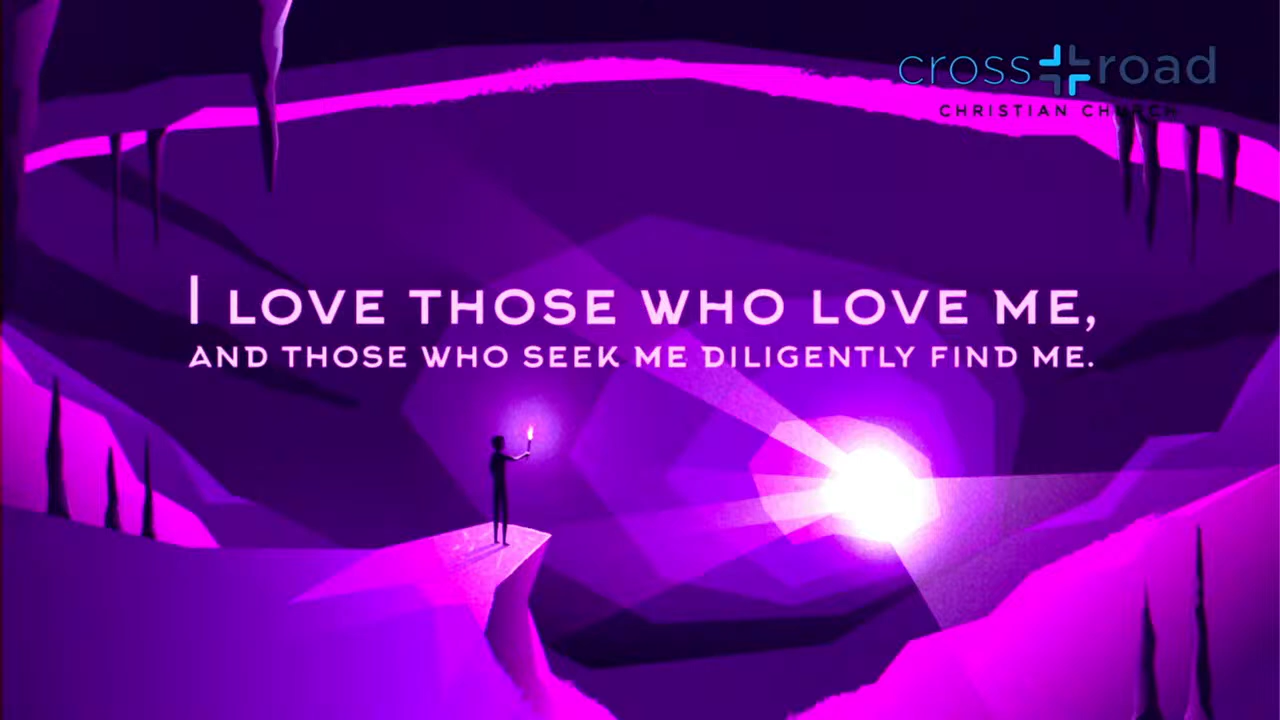 cross road
CHRISTIAN CHURCH
I LOVE THOSE WHO LOVE ME,
AND THOSE WHO SEEK ME DILIGENTLY FIND ME.